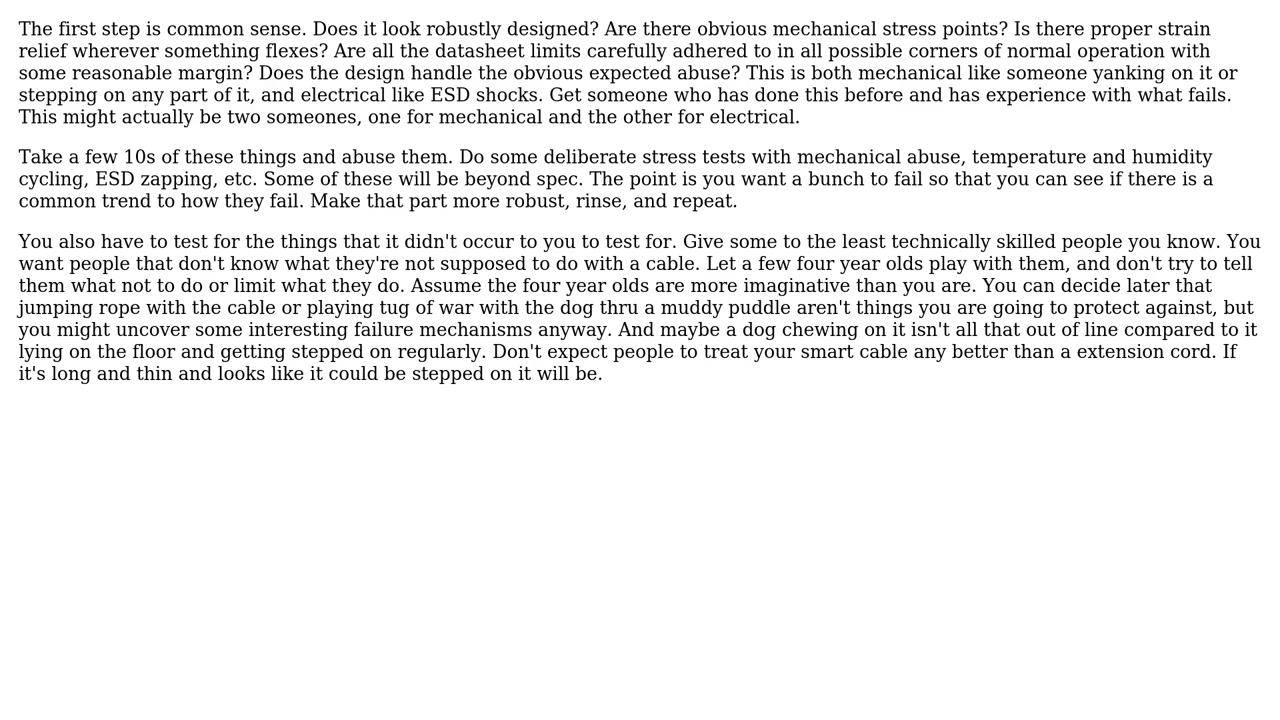 The first step is common sense. Does it look robustly designed? Are there obvious mechanical stress points? Is there proper strain
relief wherever something flexes? Are all the datasheet limits carefully adhered to in all possible corners of normal operation with
some reasonable margin? Does the design handle the obvious expected abuse? This is both mechanical like someone yanking on it or
stepping on any part of it, and electrical like ESD shocks. Get someone who has done this before and has experience with what fails.
This might actually be two someones, one for mechanical and the other for electrical.
Take a few 10s of these things and abuse them. Do some deliberate stress tests with mechanical abuse, temperature and humidity
cycling, ESD zapping, etc. Some of these will be beyond spec. The point is you want a bunch to fail so that you can see if there is a
common trend to how they fail. Make that part more robust, rinse, and repeat.
You also have to test for the things that it didn't occur to you to test for. Give some to the least technically skilled people you know. You
want people that don't know what they're not supposed to do with a cable. Let a few four year olds play with them, and don't try to tell
them what not to do or limit what they do. Assume the four year olds are more imaginative than you are. You can decide later that
jumping rope with the cable or playing tug of war with the dog thru a muddy puddle aren't things you are going to protect against, but
you might uncover some interesting failure mechanisms anyway. And maybe a dog chewing on it isn't all that out of line compared to it
lying on the floor and getting stepped on regularly. Don't expect people to treat your smart cable any better than a extension cord. If
it's long and thin and looks like it could be stepped on it will be.